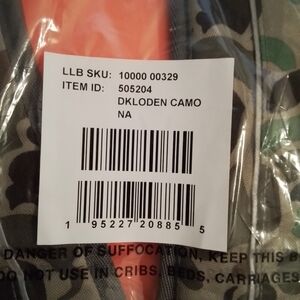 LLB SKU: 10000 00329
ITEM ID: 505204
DKLODEN CAMO
NA
1 95227 20885 5
DANGER OF SUFFOCATION, KEEP THIS B
DO NOT USE IN CRIBS, BEDS, CARRIAGES